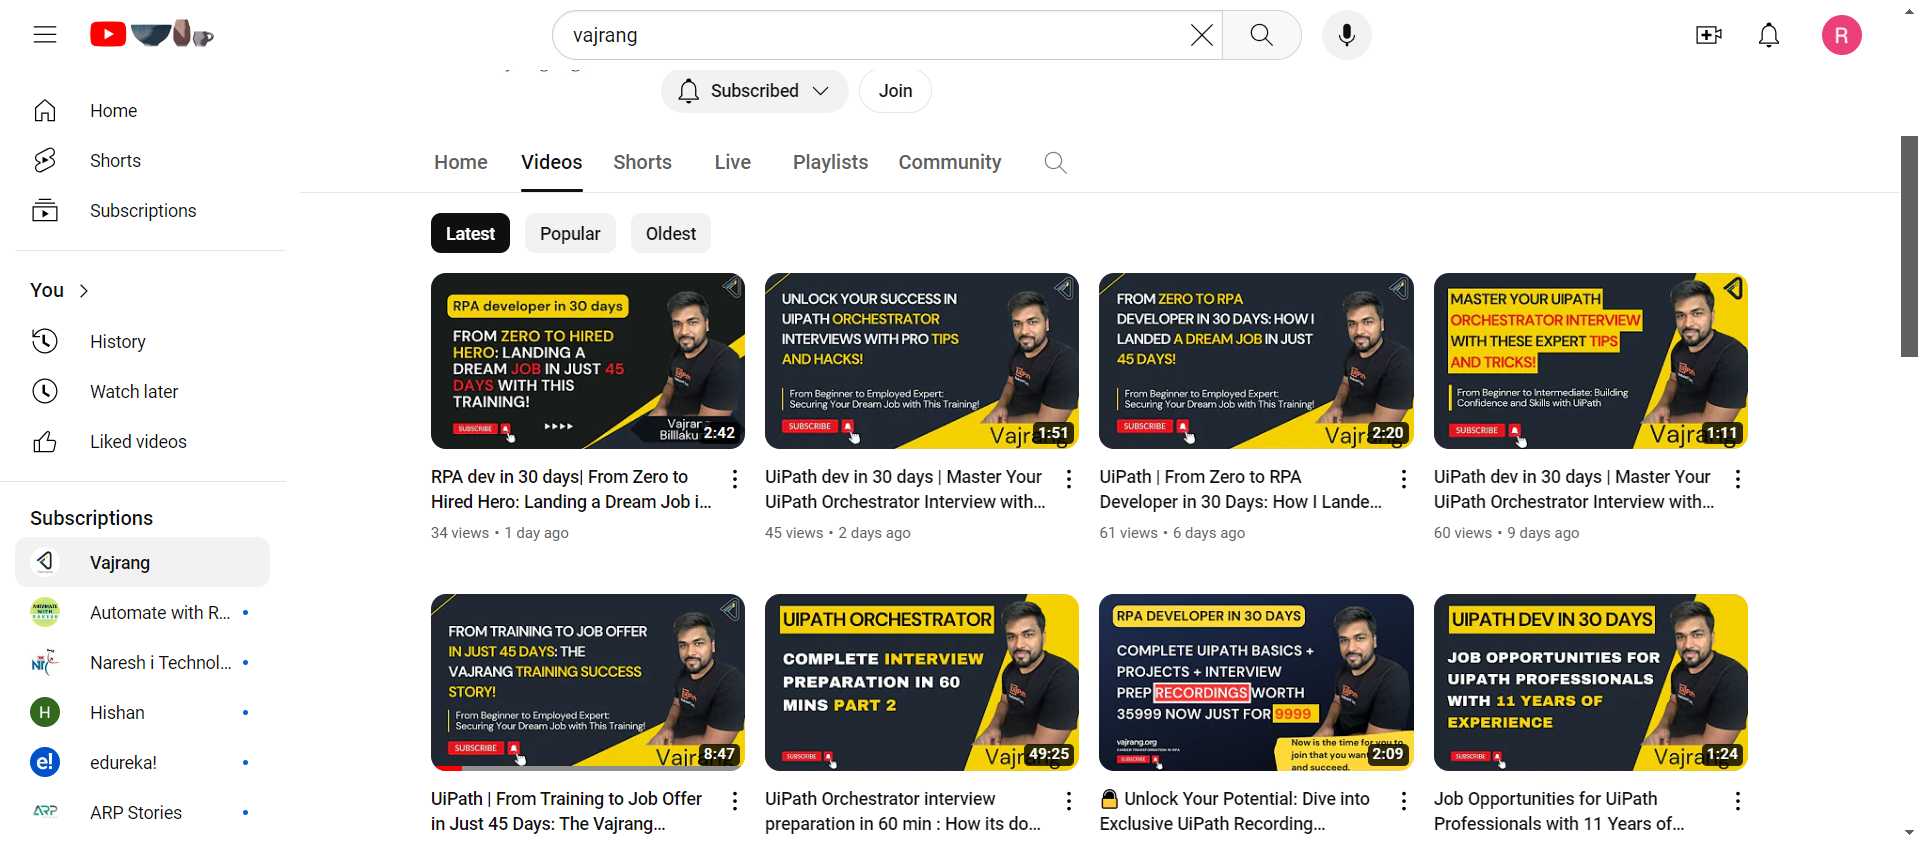 vajrang
R
Subscribed
Join
Home
Shorts
Subscriptions
You
History
Watch later
Liked videos
Subscriptions
Vajrang
Automate with R...
Naresh i Technol...
H
Hishan
e!
edureka!
ARP
ARP Stories
Home
Videos
Shorts
Live
Playlists
Community
Latest
Popular
Oldest
RPA developer in 30 days
FROM ZERO TO HIRED
HERO: LANDING A
DREAM JOB IN JUST 45
DAYS WITH THIS
TRAINING!
SUBSCRIBE
2:42
RPA dev in 30 days| From Zero to
Hired Hero: Landing a Dream Job i...
34 views • 1 day ago
UNLOCK YOUR SUCCESS IN
UIPATH ORCHESTRATOR
INTERVIEWS WITH PRO TIPS
AND HACKS!
From Beginner to Employed Expert:
Securing Your Dream Job with This Training!
SUBSCRIBE
1:51
UiPath dev in 30 days | Master Your
UiPath Orchestrator Interview with...
45 views • 2 days ago
FROM ZERO TO RPA
DEVELOPER IN 30 DAYS: HOW I
LANDED A DREAM JOB IN JUST
45 DAYS!
From Beginner to Employed Expert:
Securing Your Dream Job with This Training!
SUBSCRIBE
2:20
UiPath | From Zero to RPA
Developer in 30 Days: How I Lande...
61 views • 6 days ago
MASTER YOUR UIPATH
ORCHESTRATOR INTERVIEW
WITH THESE EXPERT TIPS
AND TRICKS!
From Beginner to Intermediate: Building
Confidence and Skills with UiPath
SUBSCRIBE
1:11
UiPath dev in 30 days | Master Your
UiPath Orchestrator Interview with...
60 views • 9 days ago
FROM TRAINING TO JOB OFFER
IN JUST 45 DAYS: THE
VAJRANG TRAINING SUCCESS
STORY!
From Beginner to Employed Expert:
Securing Your Dream Job with This Training!
SUBSCRIBE
8:47
UiPath | From Training to Job Offer
in Just 45 Days: The Vajrang...
UIPATH ORCHESTRATOR
COMPLETE INTERVIEW
PREPARATION IN 60
MINS PART 2
SUBSCRIBE
49:25
UiPath Orchestrator interview
preparation in 60 min : How its do...
RPA DEVELOPER IN 30 DAYS
COMPLETE UIPATH BASICS +
PROJECTS + INTERVIEW
PREP RECORDINGS WORTH
35999 NOW JUST FOR 9999
vajrang.org
SUBSCRIBE
Now is the time for you to
join that you want
and succeed.
2:09
Unlock Your Potential: Dive into
Exclusive UiPath Recording...
UIPATH DEV IN 30 DAYS
JOB OPPORTUNITIES FOR
UIPATH PROFESSIONALS
WITH 11 YEARS OF
EXPERIENCE
SUBSCRIBE
1:24
Job Opportunities for UiPath
Professionals with 11 Years of...